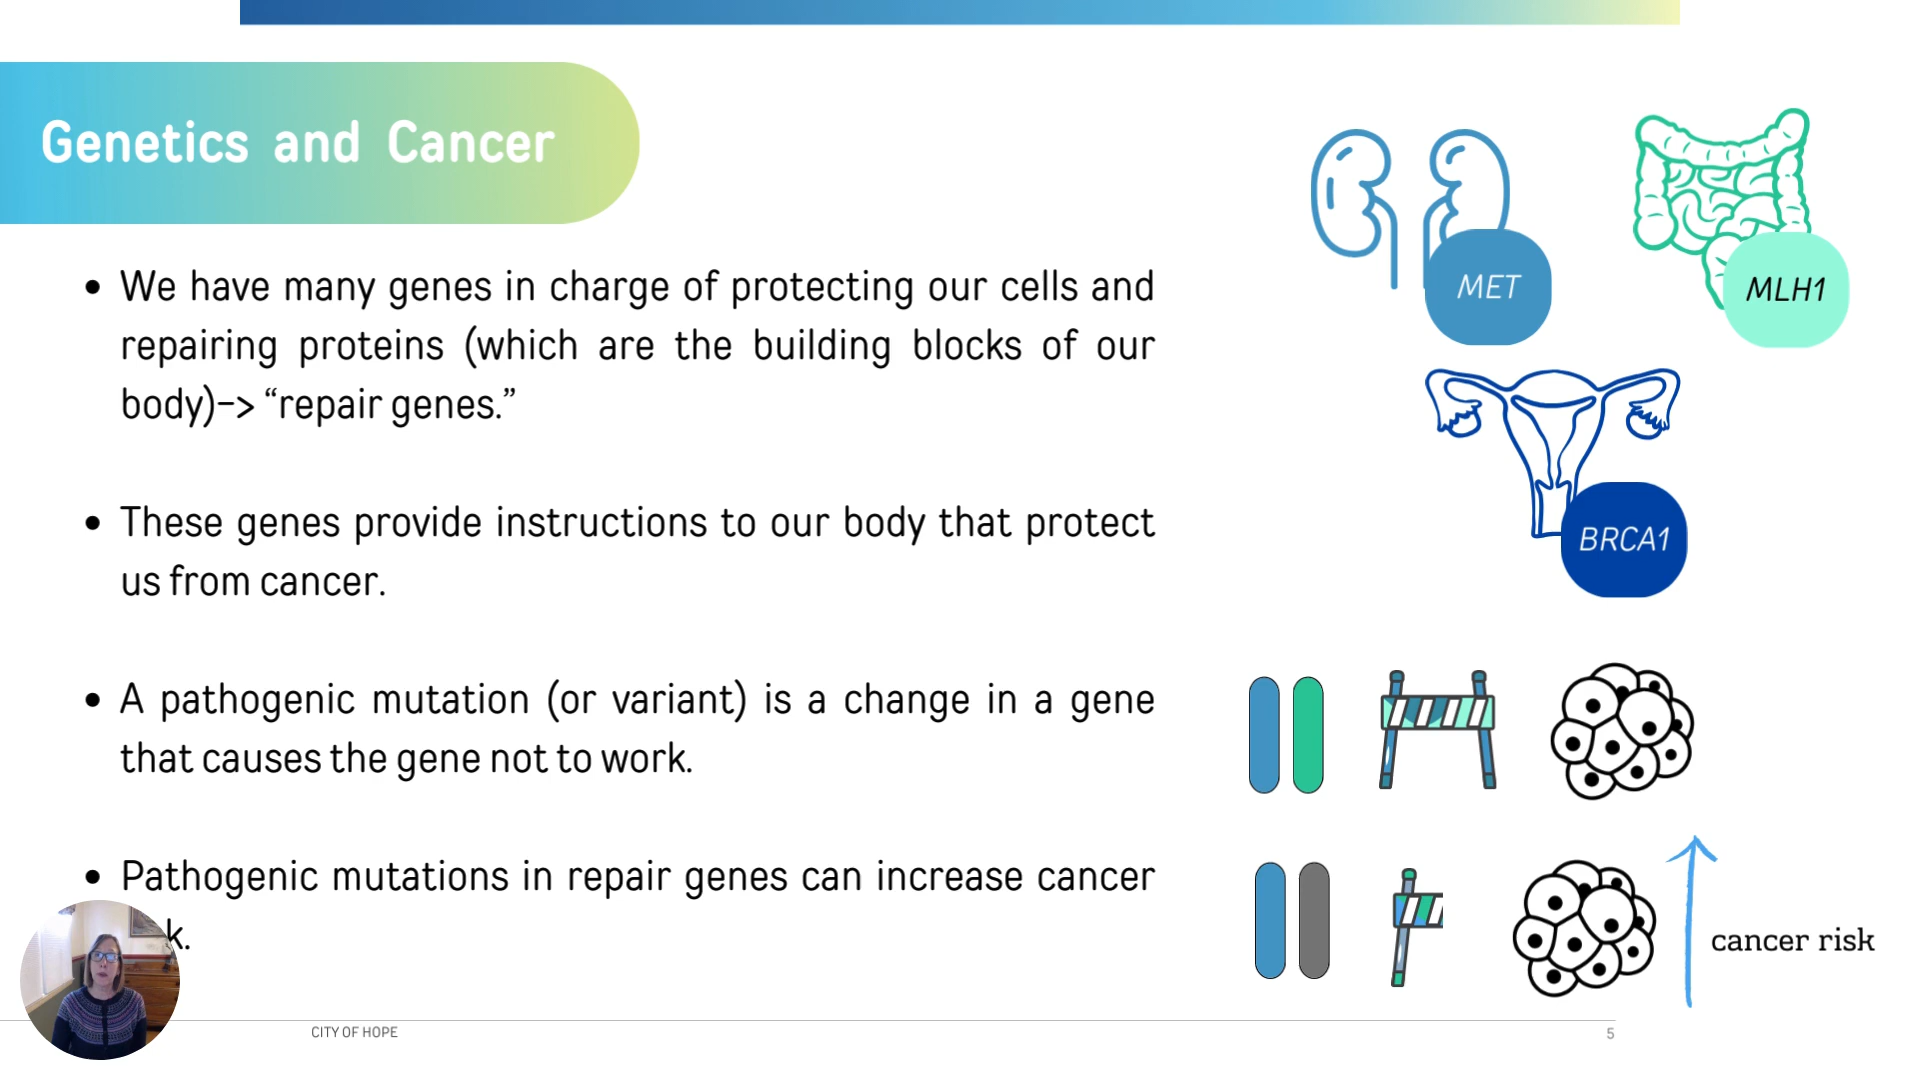 Genetics and Cancer
• We have many genes in charge of protecting our cells and
repairing proteins (which are the building blocks of our
body)-> “repair genes.”
• These genes provide instructions to our body that protect
us from cancer.
• A pathogenic mutation (or variant) is a change in a gene
that causes the gene not to work.
• Pathogenic mutations in repair genes can increase cancer
k.
MET
MLH1
BRCA1
cancer risk
CITY OF HOPE
5